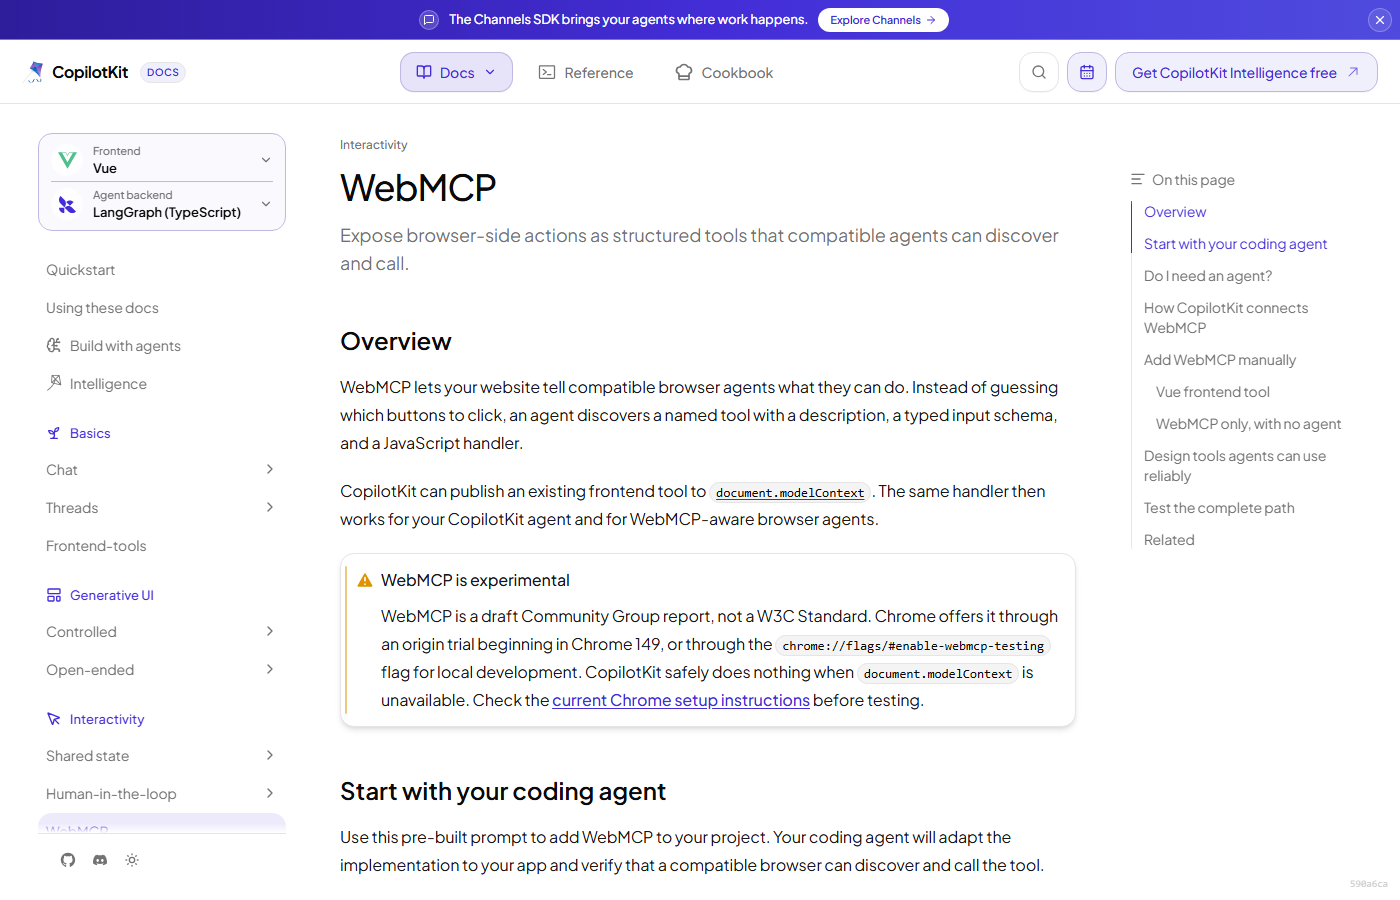 The Channels SDK brings your agents where work happens. Explore Channels →
CopilotKit DOCS
Docs
Reference
Cookbook
Get CopilotKit Intelligence free
Frontend
Vue
Agent backend
LangGraph (TypeScript)
Quickstart
Using these docs
Build with agents
Intelligence
Basics
Chat
Threads
Frontend-tools
Generative UI
Controlled
Open-ended
Interactivity
Shared state
Human-in-the-loop
WebMCP
Interactivity
WebMCP
Expose browser-side actions as structured tools that compatible agents can discover
and call.
Overview
WebMCP lets your website tell compatible browser agents what they can do. Instead of guessing
which buttons to click, an agent discovers a named tool with a description, a typed input schema,
and a JavaScript handler.
CopilotKit can publish an existing frontend tool to document.modelContext. The same handler then
works for your CopilotKit agent and for WebMCP-aware browser agents.
WebMCP is experimental
WebMCP is a draft Community Group report, not a W3C Standard. Chrome offers it through
an origin trial beginning in Chrome 149, or through the chrome://flags/#enable-webmcp-testing
flag for local development. CopilotKit safely does nothing when document.modelContext is
unavailable. Check the current Chrome setup instructions before testing.
Start with your coding agent
Use this pre-built prompt to add WebMCP to your project. Your coding agent will adapt the
implementation to your app and verify that a compatible browser can discover and call the tool.
On this page
Overview
Start with your coding agent
Do I need an agent?
How CopilotKit connects
WebMCP
Add WebMCP manually
Vue frontend tool
WebMCP only, with no agent
Design tools agents can use
reliably
Test the complete path
Related
590a6ca